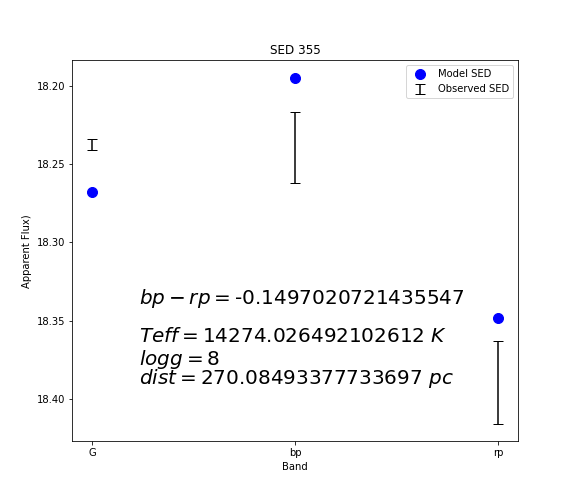 SED 355
Model SED
Observed SED
18.20
18.25
18.30
18.35
18.40
Apparent Flux)
bp − rp = -0.1497020721435547
Teff = 14274.026492102612 K
logg = 8
dist = 270.08493377733697 pc
G bp rp
Band